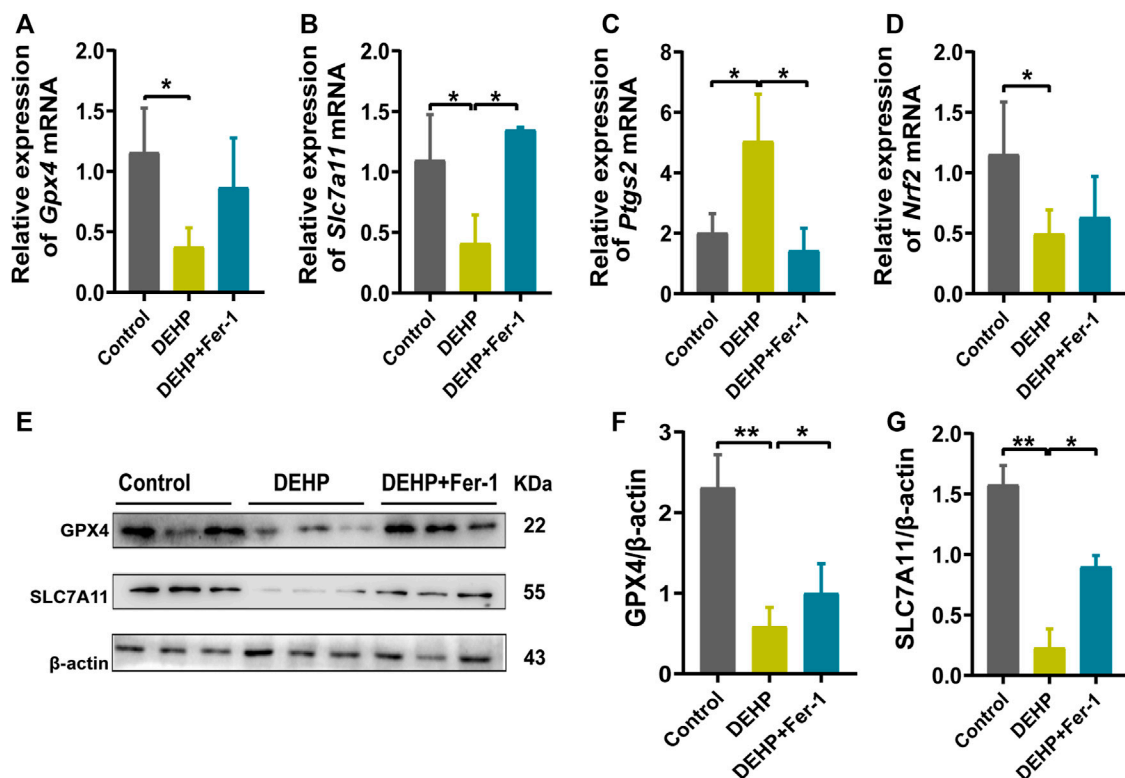 A
Relative expression
of Gpx4 mRNA
2.0
1.5
1.0
0.5
0.0
*
Control
DEHP
DEHP+Fer-1
B
Relative expression
of Slc7a11 mRNA
2.0
1.5
1.0
0.5
0.0
*
*
Control
DEHP
DEHP+Fer-1
C
Relative expression
of Ptgs2 mRNA
8
6
4
2
0
*
*
Control
DEHP
DEHP+Fer-1
D
Relative expression
of Nrf2 mRNA
2.0
1.5
1.0
0.5
0.0
*
Control
DEHP
DEHP+Fer-1
E
Control DEHP DEHP+Fer-1 KDa
GPX4 22
SLC7A11 55
β-actin 43
F
GPX4/β-actin
3
2
1
0
**
*
Control
DEHP
DEHP+Fer-1
G
SLC7A11/β-actin
2.0
1.5
1.0
0.5
0.0
**
*
Control
DEHP
DEHP+Fer-1